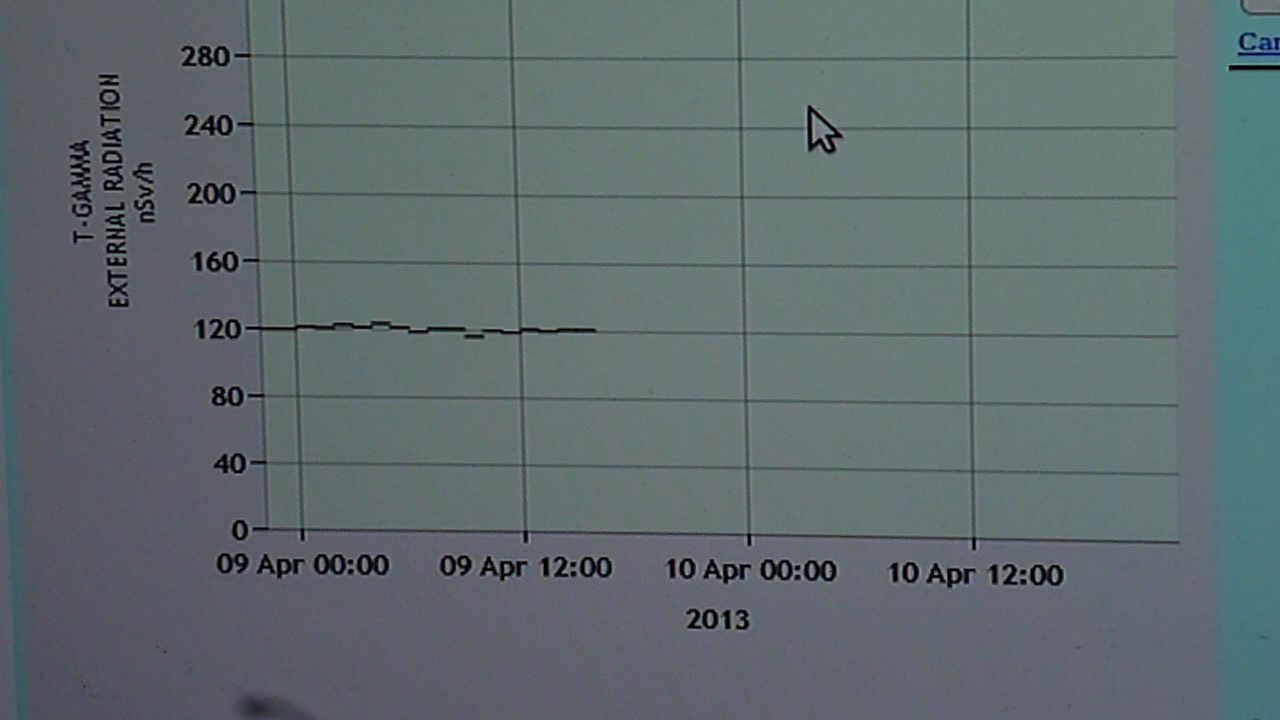 280
240
200
160
120
80
40
0
T-GAMMA
EXTERNAL RADIATION
nSv/h
09 Apr 00:00
09 Apr 12:00
10 Apr 00:00
10 Apr 12:00
2013